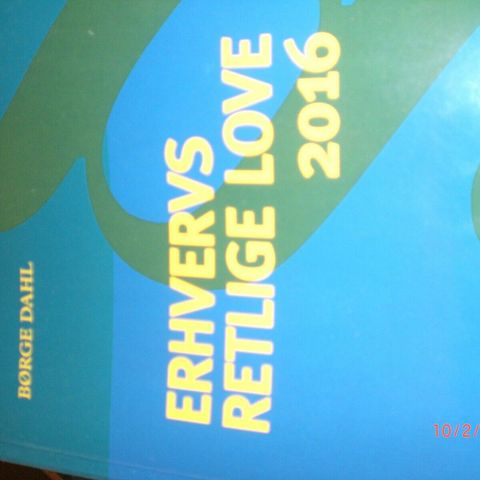 BØRGE DAHL
ERHVERVS
RETLIGE LOVE
2016
10/2/